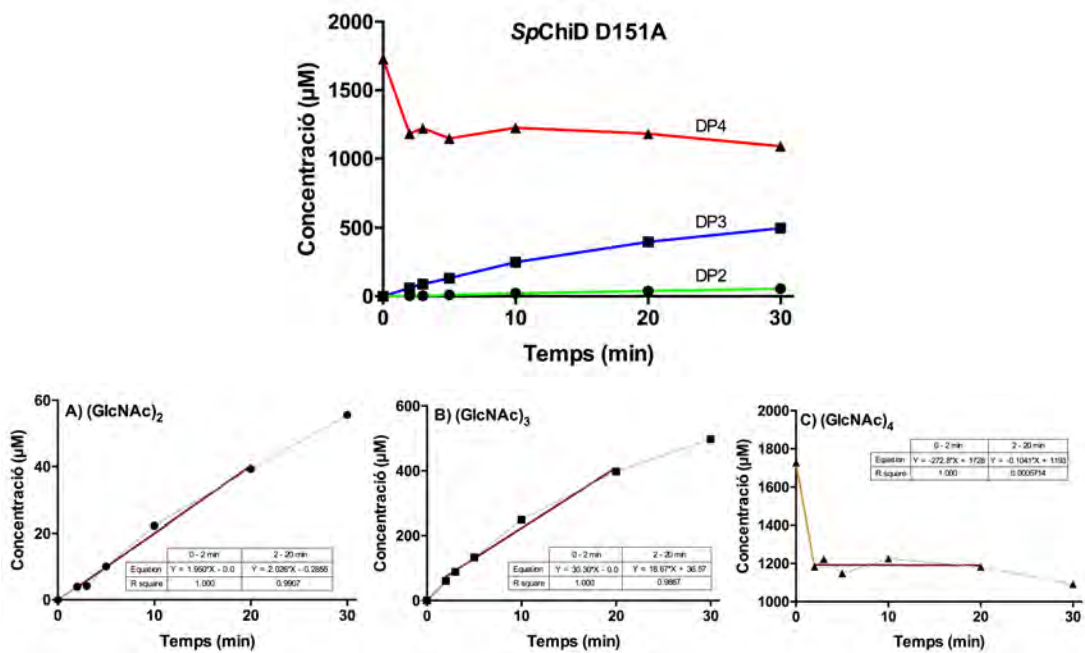 SpChiD D151A
Concentració (µM)
2000
1500
1000
500
0
DP4
DP3
DP2
0 10 20 30
Temps (min)
A) (GlcNAc)2
Concentració (µM)
60
40
20
0
0 - 2 min 2 - 20 min
Equation Y = 1.950*X - 0.0 Y = 2.026*X - 0.2856
R square 1.000 0.9907
0 10 20 30
Temps (min)
B) (GlcNAc)3
Concentració (µM)
600
400
200
0
0 - 2 min 2 - 20 min
Equation Y = 30.30*X - 0.0 Y = 18.67*X + 36.57
R square 1.000 0.9867
0 10 20 30
Temps (min)
C) (GlcNAc)4
Concentració (µM)
2000
1800
1600
1400
1200
1000
0 - 2 min 2 - 20 min
Equation Y = -272.8*X + 1728 Y = -0.1041*X + 1193
R square 1.000 0.0005714
0 10 20 30
Temps (min)